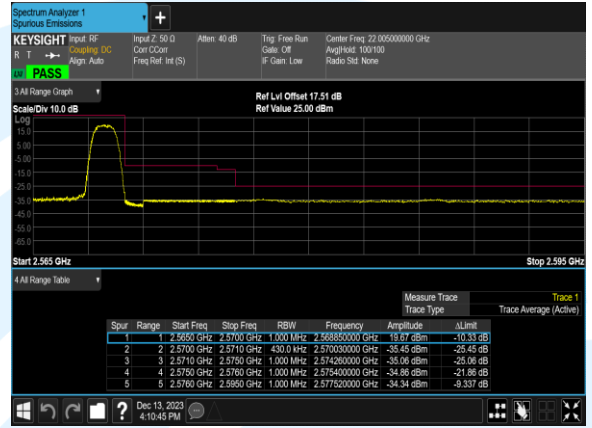 Spectrum Analyzer 1
Spurious Emissions
KEYSIGHT Input: RF Input Z: 50 Ω Atten: 40 dB Trig: Free Run Center Freq: 22.005000000 GHz
R T Coupling: DC Corr CCorr Gate: Off Avg|Hold: 100/100
Align: Auto Freq Ref: Int (S) IF Gain: Low Radio Std: None
PASS
3 All Range Graph
Ref Lvl Offset 17.51 dB
Scale/Div 10.0 dB Ref Value 25.00 dBm
Log
15.0
5.00
-5.00
-15.0
-25.0
-35.0
-45.0
-55.0
-65.0
Start 2.565 GHz Stop 2.595 GHz
4 All Range Table
Measure Trace Trace 1
Trace Type Trace Average (Active)
Spur Range Start Freq Stop Freq RBW Frequency Amplitude ΔLimit
1 1 2.5650 GHz 2.5700 GHz 1.000 MHz 2.568850000 GHz 19.67 dBm -10.33 dB
2 2 2.5700 GHz 2.5710 GHz 430.0 kHz 2.570030000 GHz -35.45 dBm -25.45 dB
3 3 2.5710 GHz 2.5750 GHz 1.000 MHz 2.574260000 GHz -35.06 dBm -25.06 dB
4 4 2.5750 GHz 2.5760 GHz 1.000 MHz 2.575400000 GHz -34.86 dBm -21.86 dB
5 5 2.5760 GHz 2.5950 GHz 1.000 MHz 2.577520000 GHz -34.34 dBm -9.337 dB
? Dec 13, 2023
4:10:45 PM